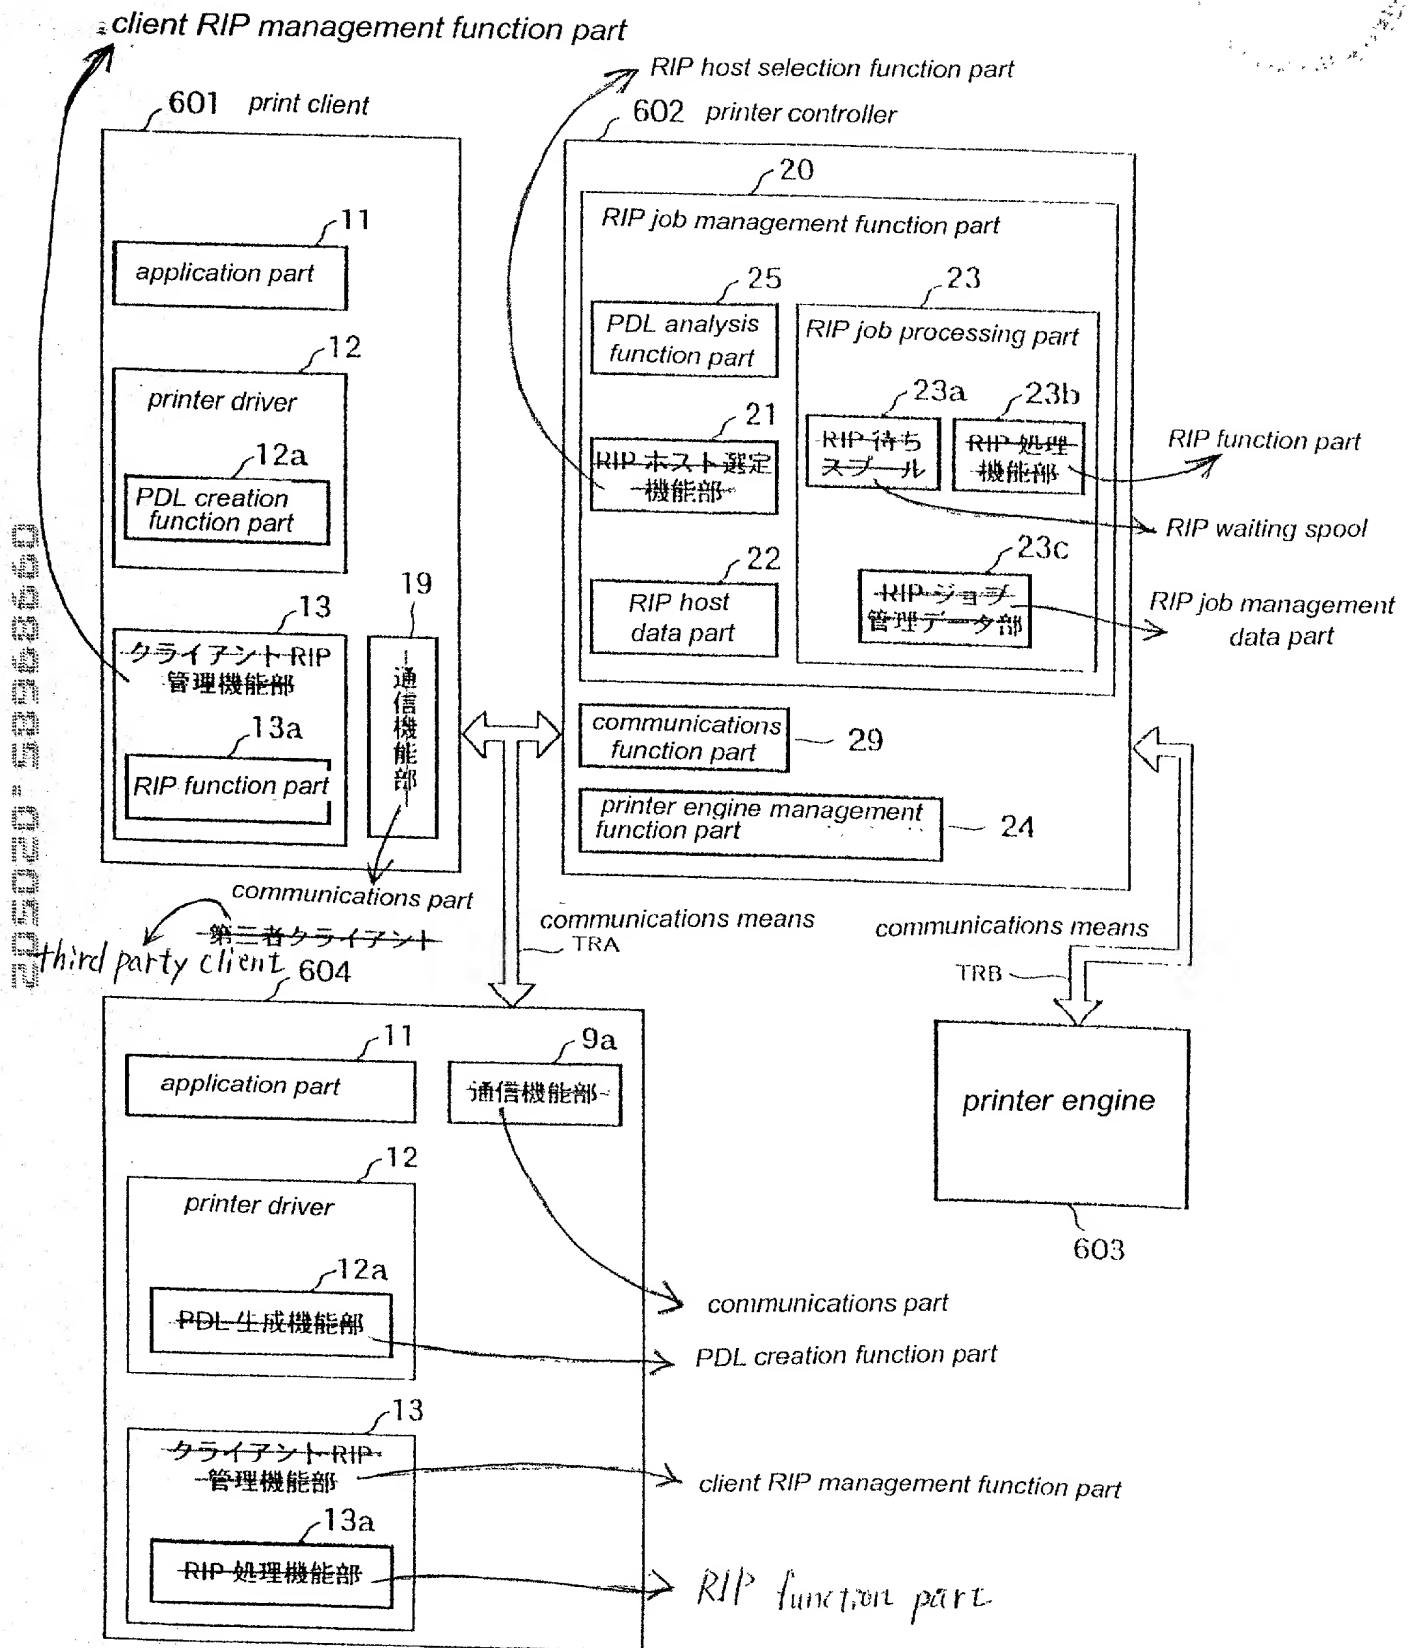 client RIP management function part
RIP host selection function part
601 print client
602 printer controller
11
application part
12
printer driver
12a
PDL creation
function part
13
クライアント RIP
管理機能部
13a
RIP function part
19
通信機能部
communications part
20
RIP job management function part
25
PDL analysis
function part
21
RIP ホスト選定
機能部
22
RIP host
data part
23
RIP job processing part
23a
RIP 待ち
スプール
23b
RIP 処理
機能部
23c
RIP ジョブ
管理データ部
RIP function part
RIP waiting spool
RIP job management
data part
communications
function part
29
printer engine management
function part
24
communications means
TRA
communications means
TRB
printer engine
603
第三者クライアント
third party client
604
11
application part
9a
通信機能部
12
printer driver
12a
PDL 生成機能部
13
クライアント RIP
管理機能部
13a
RIP 処理機能部
communications part
PDL creation function part
client RIP management function part
RIP function part